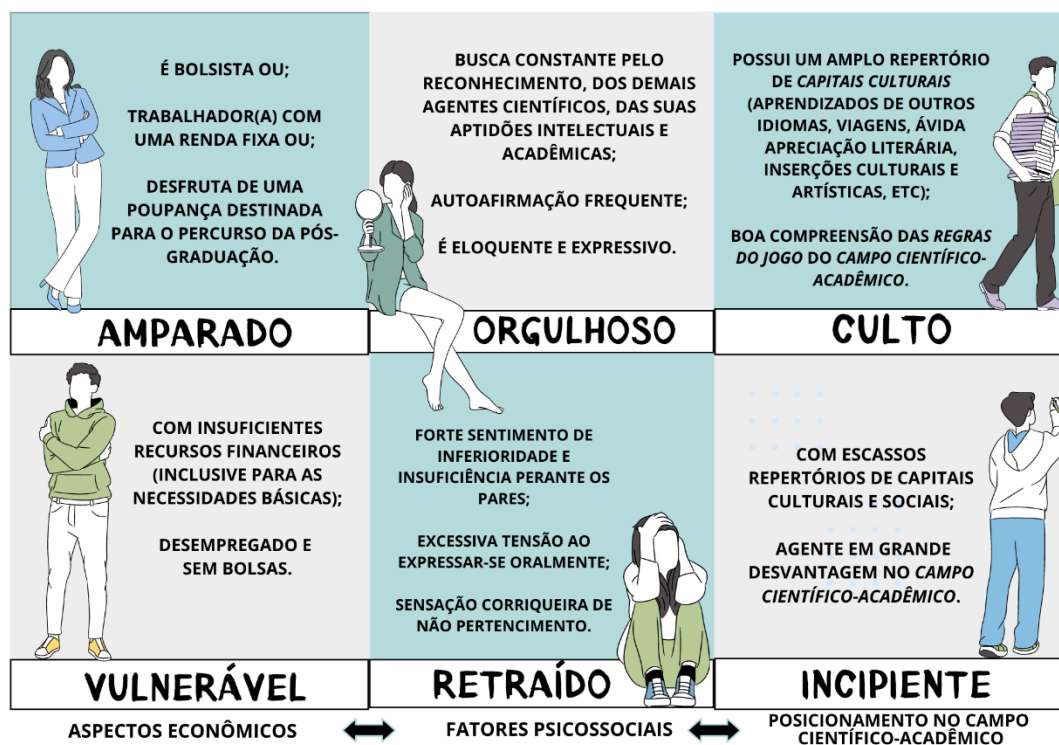 É BOLSISTA OU;
TRABALHADOR(A) COM
UMA RENDA FIXA OU;
DESFRUTA DE UMA
POUPANÇA DESTINADA
PARA O PERCURSO DA PÓS-
GRADUAÇÃO.
AMPARADO
BUSCA CONSTANTE PELO
RECONHECIMENTO, DOS DEMAIS
AGENTES CIENTÍFICOS, DAS SUAS
APTIDÕES INTELECTUAIS E
ACADÊMICAS;
AUTOAFIRMAÇÃO FREQUENTE;
É ELOQUENTE E EXPRESSIVO.
ORGULHOSO
POSSUI UM AMPLO REPERTÓRIO
DE CAPITAIS CULTURAIS
(APRENDIZADOS DE OUTROS
IDIOMAS, VIAGENS, ÁVIDA
APRECIAÇÃO LITERÁRIA,
INSERÇÕES CULTURAIS E
ARTÍSTICAS, ETC);
BOA COMPREENSÃO DAS REGRAS
DO JOGO DO CAMPO CIENTÍFICO-
ACADÊMICO.
CULTO
COM INSUFICIENTES
RECURSOS FINANCEIROS
(INCLUSIVE PARA AS
NECESSIDADES BÁSICAS);
DESEMPREGADO E
SEM BOLSAS.
VULNERÁVEL
FORTE SENTIMENTO DE
INFERIORIDADE E
INSUFICIÊNCIA PERANTE OS
PARES;
EXCESSIVA TENSÃO AO
EXPRESSAR-SE ORALMENTE;
SENSAÇÃO CORRIQUEIRA DE
NÃO PERTENCIMENTO.
RETRAÍDO
COM ESCASSOS
REPERTÓRIOS DE CAPITAIS
CULTURAIS E SOCIAIS;
AGENTE EM GRANDE
DESVANTAGEM NO CAMPO
CIENTÍFICO-ACADÊMICO.
INCIPIENTE
ASPECTOS ECONÔMICOS
FATORES PSICOSSOCIAIS
POSICIONAMENTO NO CAMPO
CIENTÍFICO-ACADÊMICO